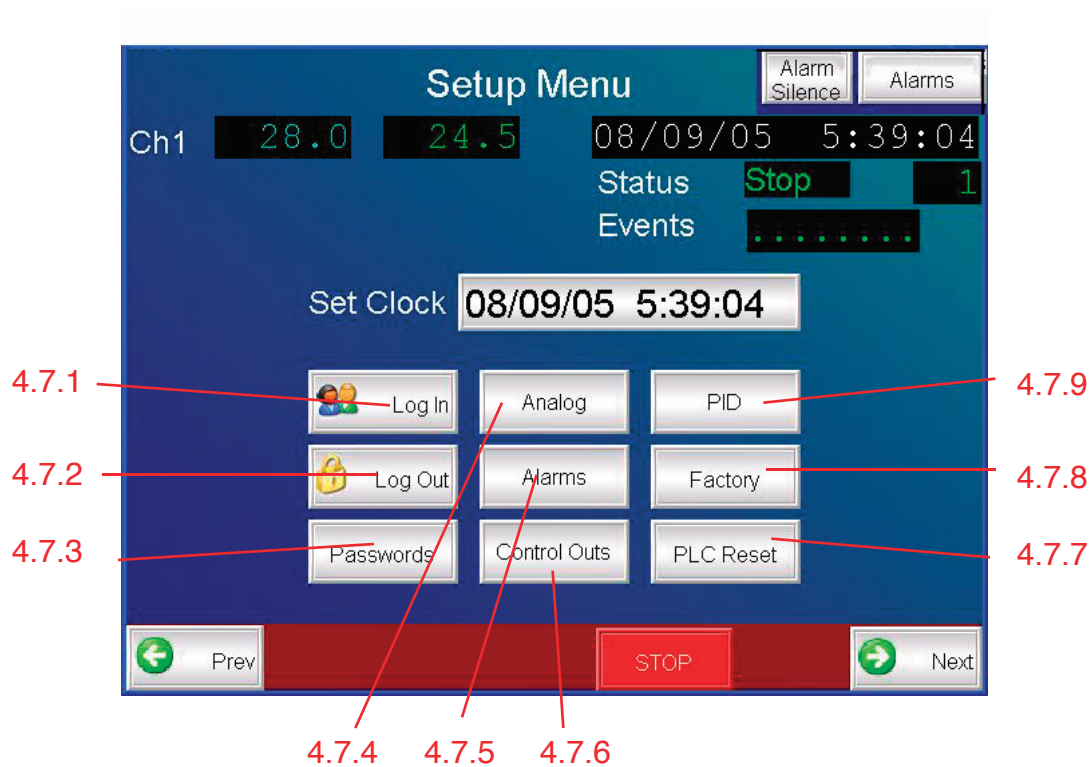 Setup Menu
Alarm
Silence
Alarms
Ch1 28.0 24.5 08/09/05 5:39:04
Status Stop 1
Events ........
Set Clock 08/09/05 5:39:04
4.7.1 Log In Analog PID 4.7.9
4.7.2 Log Out Alarms Factory 4.7.8
4.7.3 Passwords Control Outs PLC Reset 4.7.7
Prev STOP Next
4.7.4 4.7.5 4.7.6